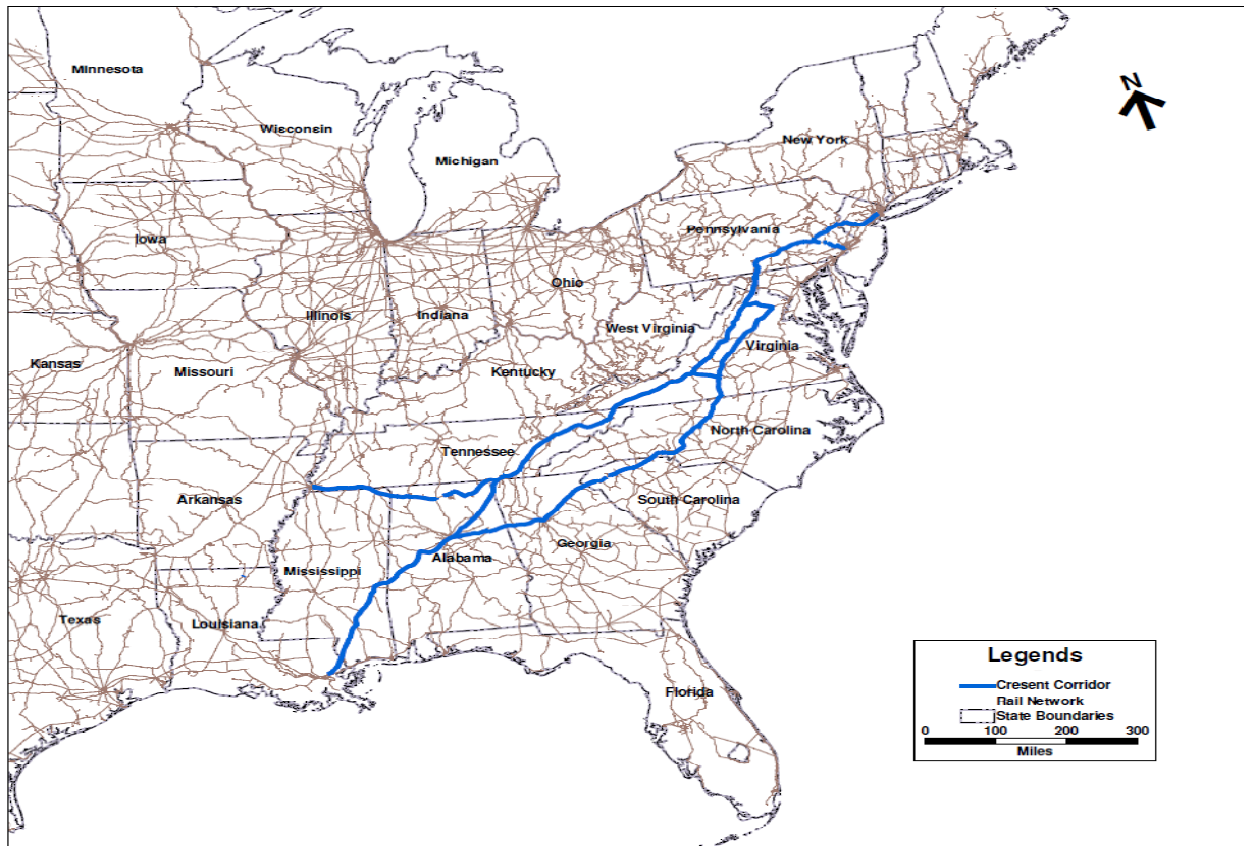 Minnesota
N
Wisconsin
New York
Michigan
Pennsylvania
Iowa
Ohio
Illinois
Indiana
West Virginia
Virginia
Kansas
Missouri
Kentucky
North Carolina
Tennessee
Arkansas
South Carolina
Georgia
Alabama
Mississippi
Texas
Louisiana
Florida
Legends
Cresent Corridor
Rail Network
State Boundaries
0 100 200 300
Miles